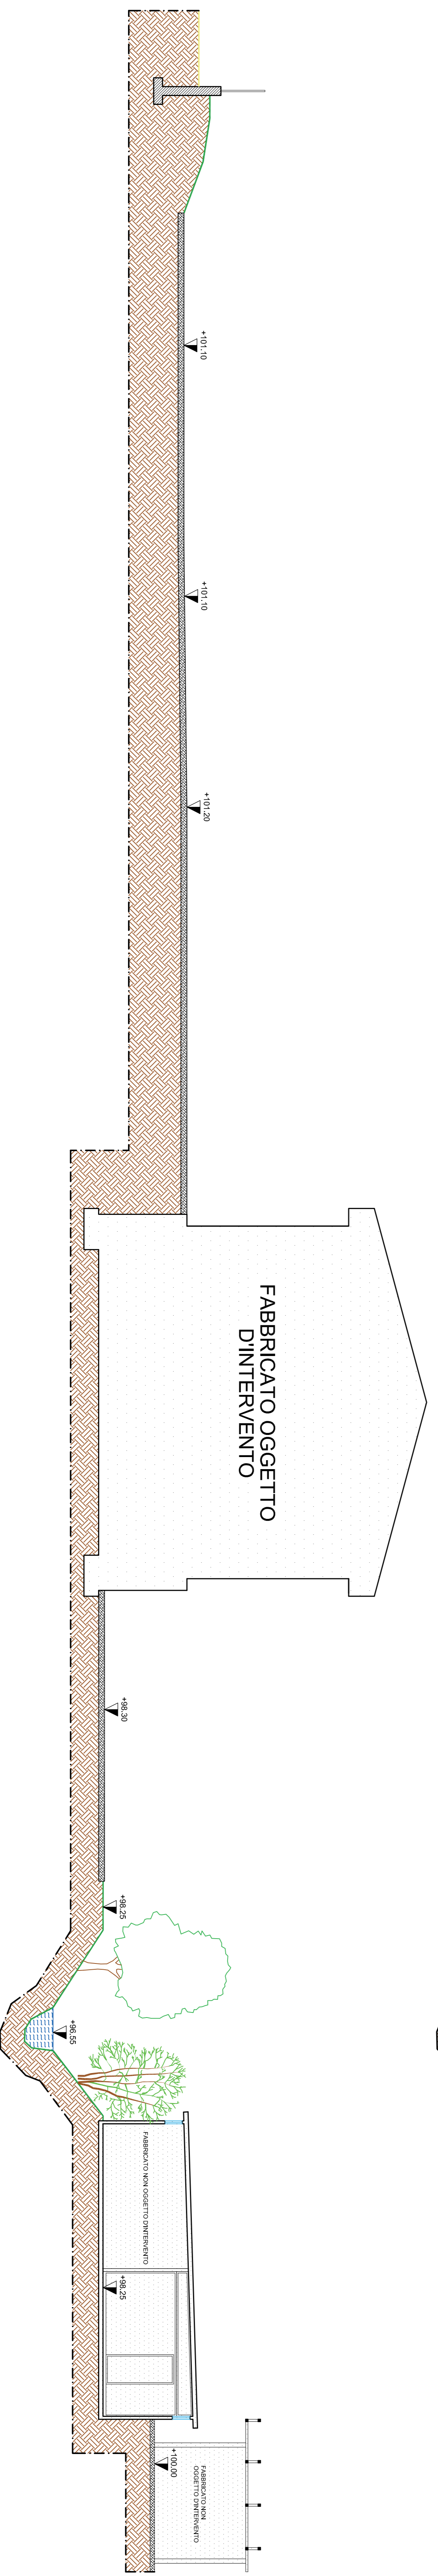 +101.10
+101.10
+101.20
FABBRICATO OGGETTO
D'INTERVENTO
+98.30
+98.25
+96.55
FABBRICATO NON OGGETTO D'INTERVENTO
+98.25
+100.00
FABBRICATO NON
OGGETTO D'INTERVENTO